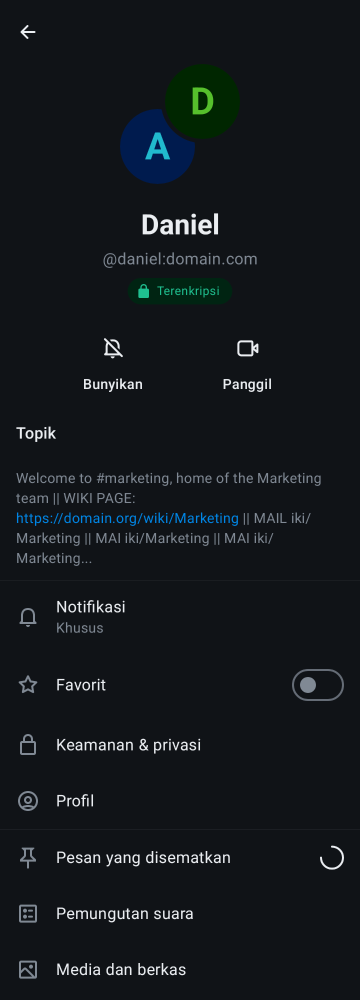 D
A
Daniel
@daniel:domain.com
Terenkripsi
Bunyikan
Panggil
Topik
Welcome to #marketing, home of the Marketing
team || WIKI PAGE:
https://domain.org/wiki/Marketing || MAIL iki/
Marketing || MAI iki/Marketing || MAI iki/
Marketing...
Notifikasi
Khusus
Favorit
Keamanan & privasi
Profil
Pesan yang disematkan
Pemungutan suara
Media dan berkas